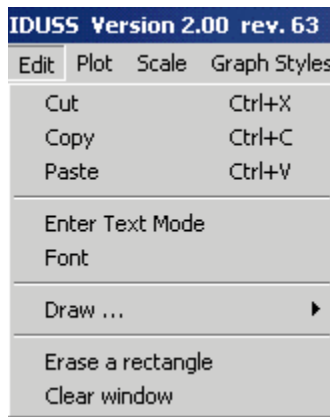 IDUSS Version 2.00 rev. 63
Edit Plot Scale Graph Styles
Cut Ctrl+X
Copy Ctrl+C
Paste Ctrl+V
Enter Text Mode
Font
Draw ...
Erase a rectangle
Clear window